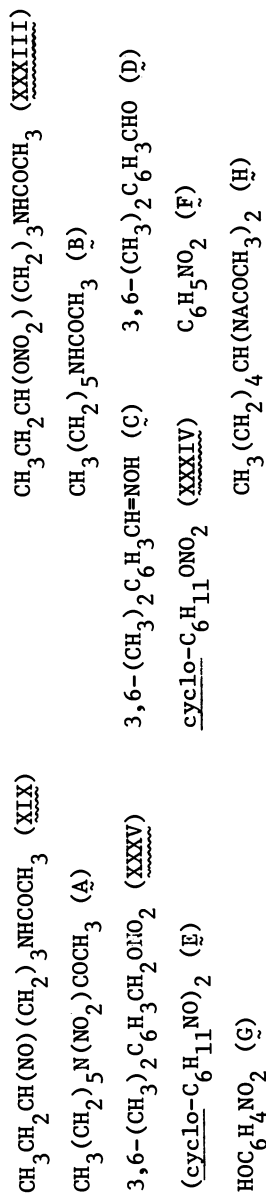 CH3CH2CH(NO)(CH2)3NHCOCH3 (XIX)
CH3CH2CH(ONO2)(CH2)3NHCOCH3 (XXXIII)
CH3(CH2)5N(NO2)COCH3 (A)
CH3(CH2)5NHCOCH3 (B)
3,6-(CH3)2C6H3CH2ONO2 (XXXV)
3,6-(CH3)2C6H3CH=NOH (C)
3,6-(CH3)2C6H3CHO (D)
(cyclo-C6H11NO)2 (E)
cyclo-C6H11ONO2 (XXXIV)
C6H5NO2 (F)
HOC6H4NO2 (G)
CH3(CH2)4CH(NACOCH3)2 (H)